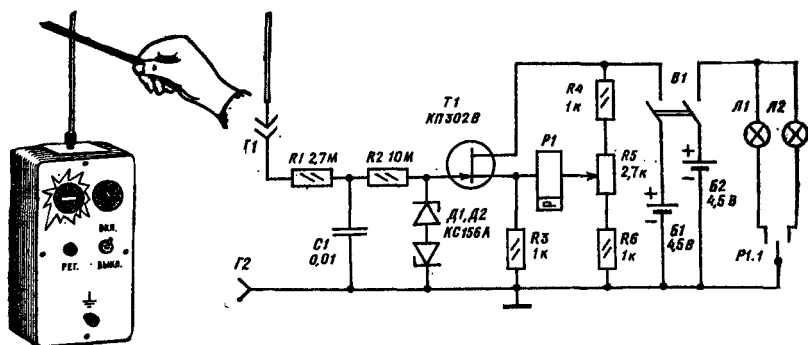 ВКЛ.
РЕГ.
ВЫКЛ.
Г1
R1 2,7М
R2 10М
С1
0,01
Г2
Д1,Д2
КС156А
Т1
КП302В
R3
1к
Р1
Р
R4
1к
R5
2,7к
R6
1к
В1
+
-
Б1
4,5В
+
-
Б2
4,5В
Л1
Л2
Р1.1